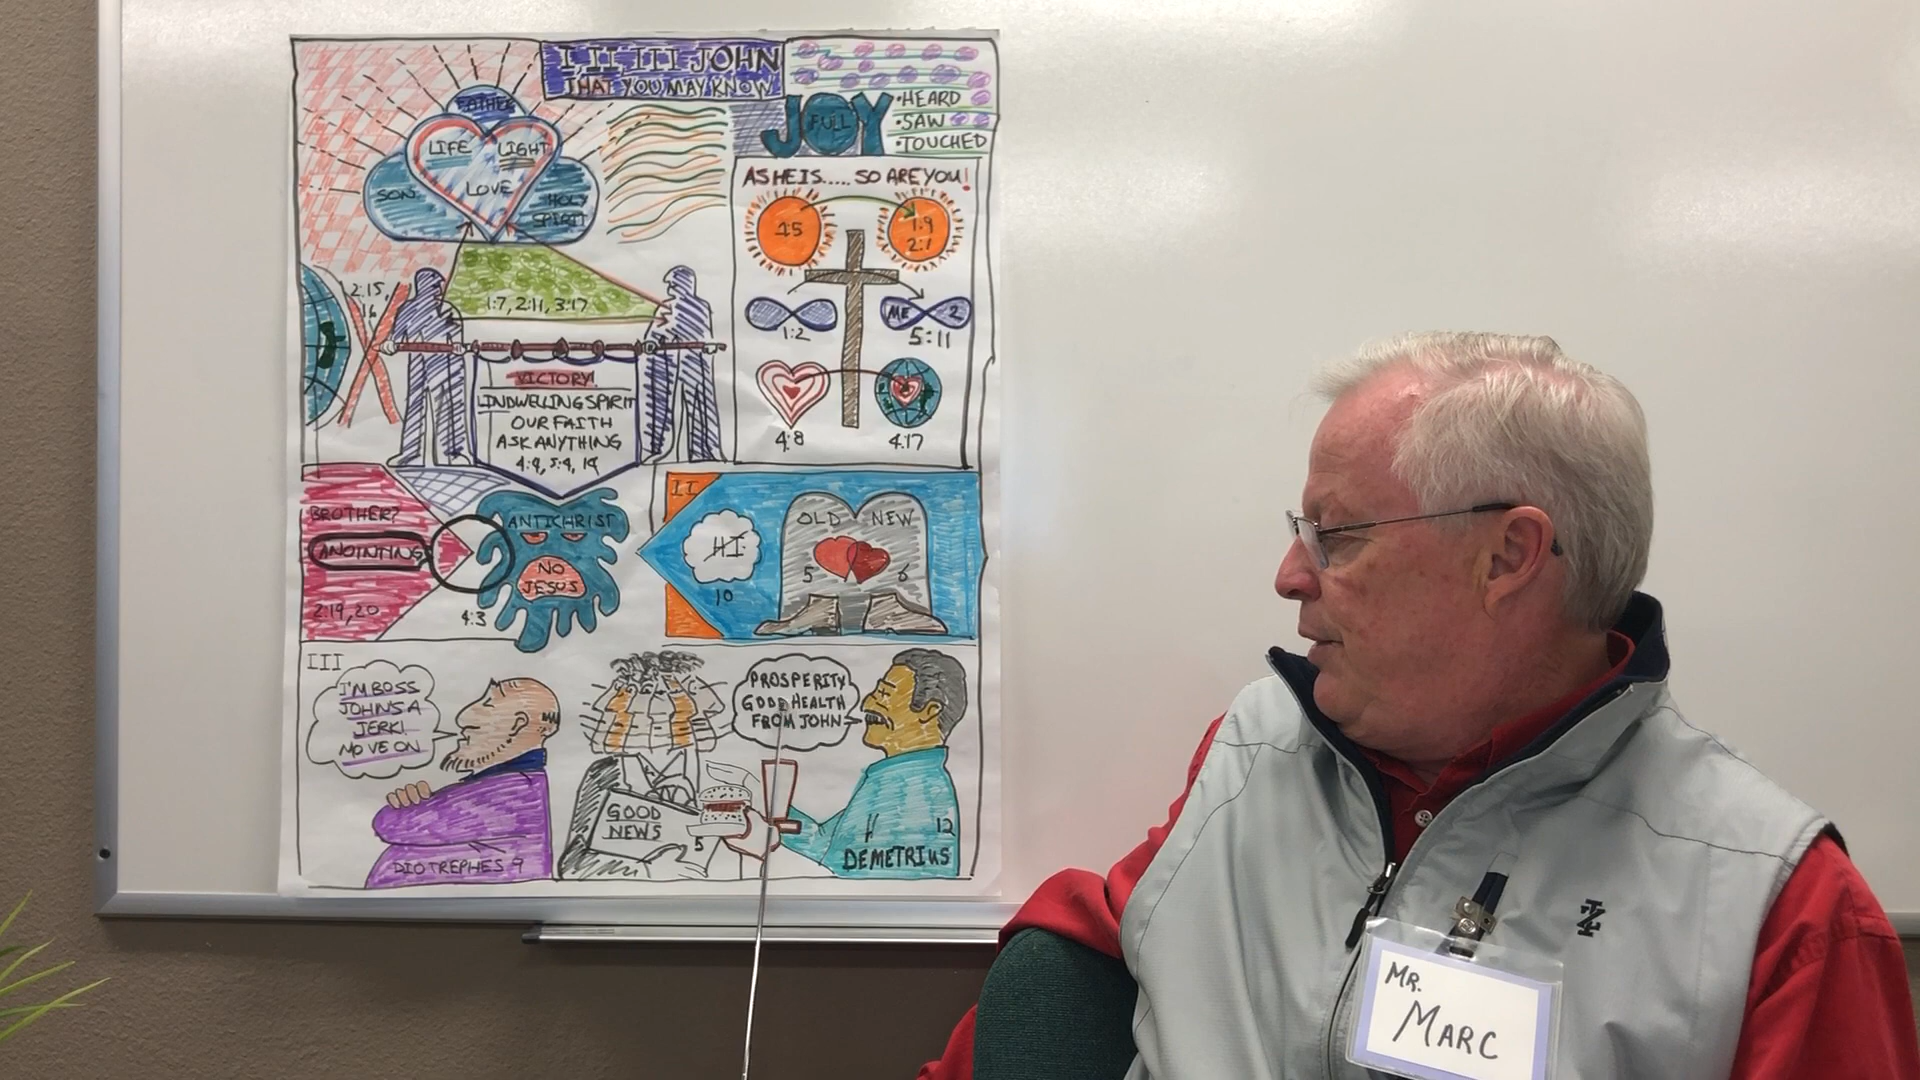 I, II, III JOHN
THAT YOU MAY KNOW
FATHER
LIFE LIGHT
LOVE
SON
HOLY
SPIRIT
JOY
FULL
•HEARD
•SAW
•TOUCHED
AS HE IS..... SO ARE YOU!
1:5
1:9
2:1
1:2
ME 2
5:11
4:8
4:17
2:15,
16
1:7, 2:11, 3:17
VICTORY!
INDWELLING SPIRIT
OUR FAITH
ASK ANYTHING
4:4, 5:4, 14
BROTHER?
ANOINTING
2:19, 20
4:3
ANTICHRIST
NO
JESUS
II
HI
10
OLD NEW
5 6
III
I'M BOSS
JOHN'S A
JERK!
MOVE ON
DIOTREPHES 9
GOOD
NEWS
5
PROSPERITY
GOOD HEALTH
FROM JOHN
12
DEMETRIUS
MR.
MARC